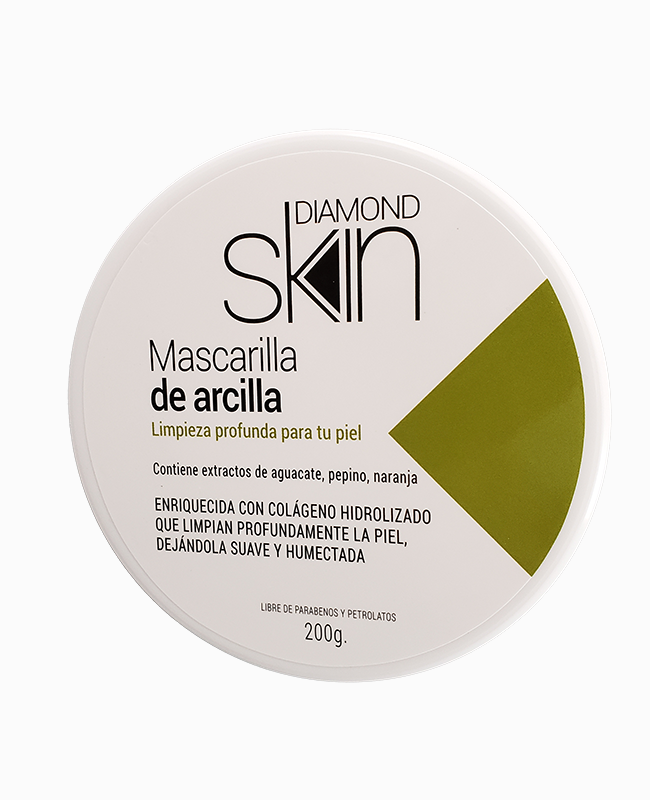 DIAMOND
Skin
Mascarilla
de arcilla
Limpieza profunda para tu piel
Contiene extractos de aguacate, pepino, naranja
ENRIQUECIDA CON COLÁGENO HIDROLIZADO
QUE LIMPIAN PROFUNDAMENTE LA PIEL,
DEJÁNDOLA SUAVE Y HUMECTADA
LIBRE DE PARABENOS Y PETROLATOS
200g.